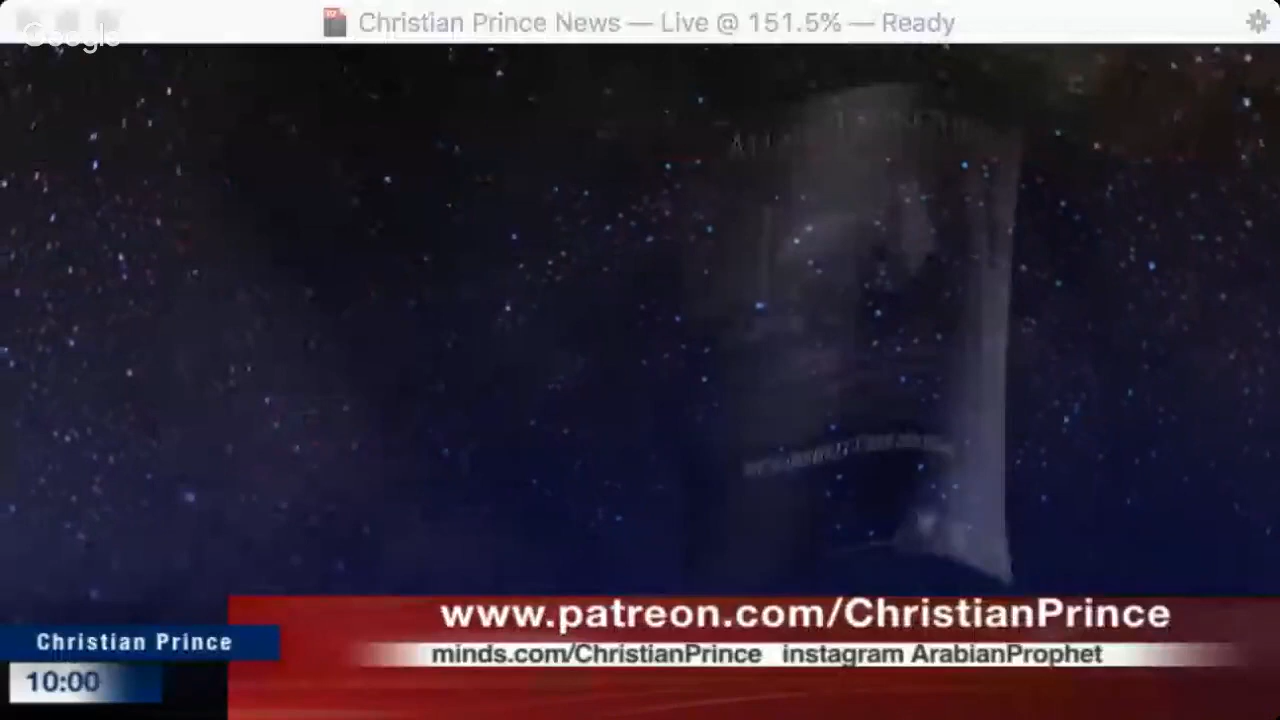 Christian Prince News — Live @ 151.5% — Ready
Google
www.patreon.com/ChristianPrince
Christian Prince
minds.com/ChristianPrince instagram ArabianProphet
10:00